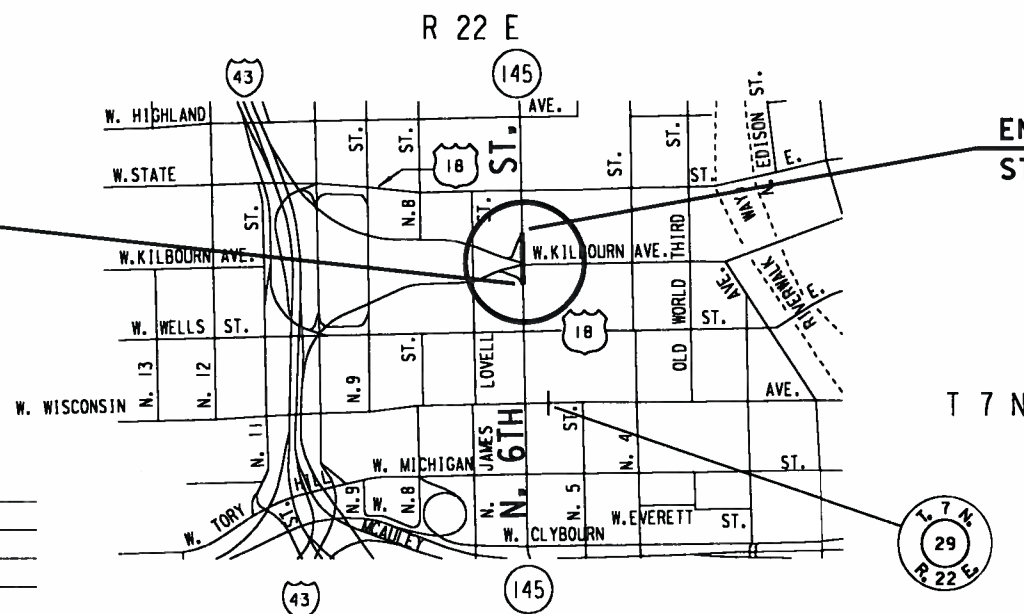 R 22 E
43
145
W. HIGHLAND
AVE.
ST.
ST.
ST.
ST.
ST.
N. EDISON ST.
EN
ST
W. STATE
18
ST.
E.
N. 8
ST.
ST.
WAY
W. KILBOURN AVE.
W. KILBOURN AVE.
OLD WORLD THIRD
RIVERWALK
AVE.
E.
W. WELLS ST.
18
ST.
N. 13
N. 12
N. 9
ST.
LOVELL
W. WISCONSIN
AVE.
T 7 N
N. 11
JAMES
N. 6TH
ST.
N. 4
W. MICHIGAN
ST.
HILL
N. 9
W.
N. 8
N.
N. 5
W. TORY
ST.
MCAULEY
W. CLYBOURN
W. EVERETT ST.
T. 7 N.
29
R. 22 E.
43
145